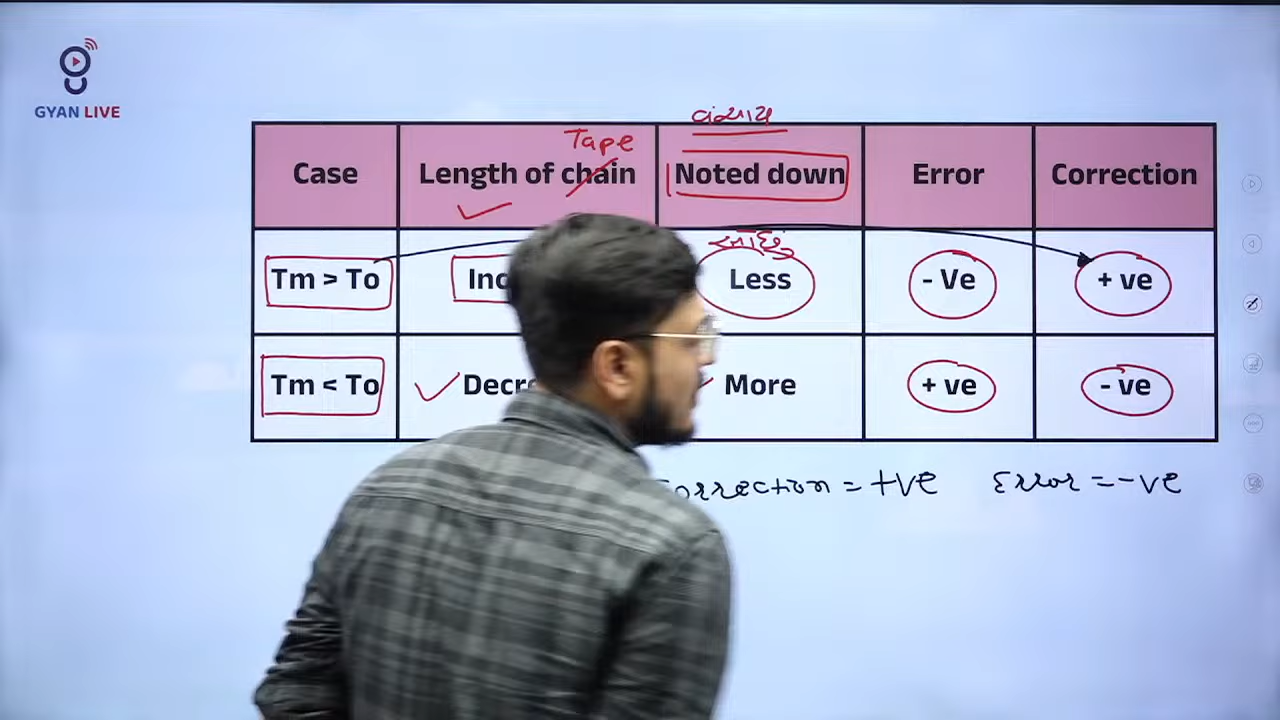 GYAN LIVE
Tape
Case Length of chain Noted down Error Correction
Tm > To Inc Less - Ve + ve
Tm < To Decre More + ve - ve
orrection = +ve Error = -ve